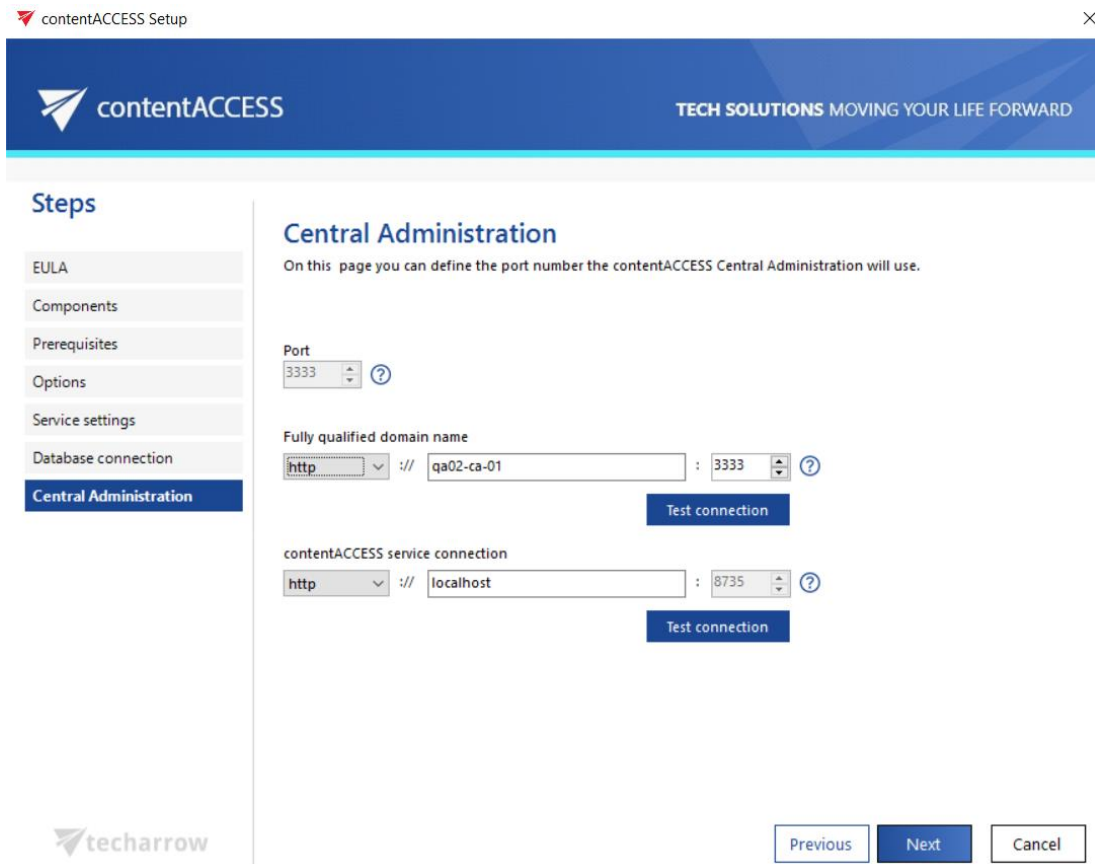 contentACCESS Setup
contentACCESS
TECH SOLUTIONS MOVING YOUR LIFE FORWARD
Steps
EULA
Components
Prerequisites
Options
Service settings
Database connection
Central Administration
Central Administration
On this page you can define the port number the contentACCESS Central Administration will use.
Port
3333 ?
Fully qualified domain name
http :// qa02-ca-01 : 3333 ?
Test connection
contentACCESS service connection
http :// localhost : 8735 ?
Test connection
techarrow
Previous Next Cancel